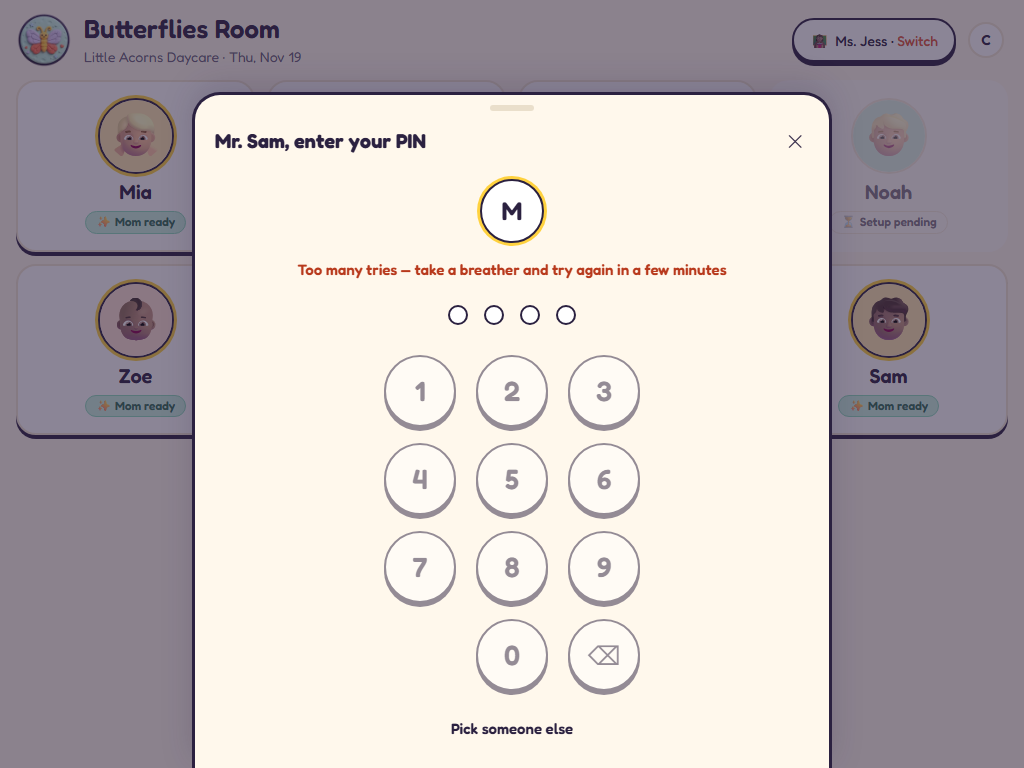 Butterflies Room
Little Acorns Daycare · Thu, Nov 19
Ms. Jess · Switch
C
Mr. Sam, enter your PIN
M
Too many tries — take a breather and try again in a few minutes
1 2 3
4 5 6
7 8 9
0
Pick someone else
Mia
✨ Mom ready
Noah
⏳ Setup pending
Zoe
✨ Mom ready
Sam
✨ Mom ready